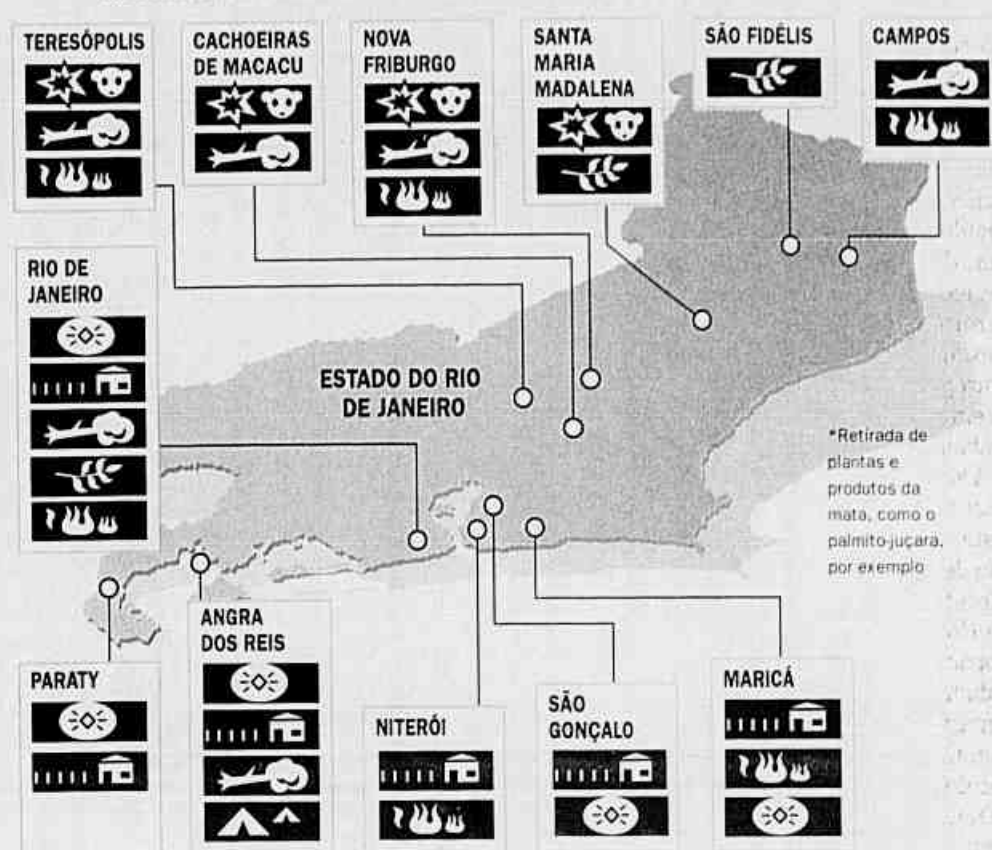 TERESÓPOLIS
CACHOEIRAS
DE MACACU
NOVA
FRIBURGO
SANTA
MARIA
MADALENA
SÃO FIDÉLIS
CAMPOS
RIO DE
JANEIRO
ESTADO DO RIO
DE JANEIRO
*Retirada de
plantas e
produtos da
mata, como o
palmito-juçara,
por exemplo
PARATY
ANGRA
DOS REIS
NITERÓI
SÃO
GONÇALO
MARICÁ